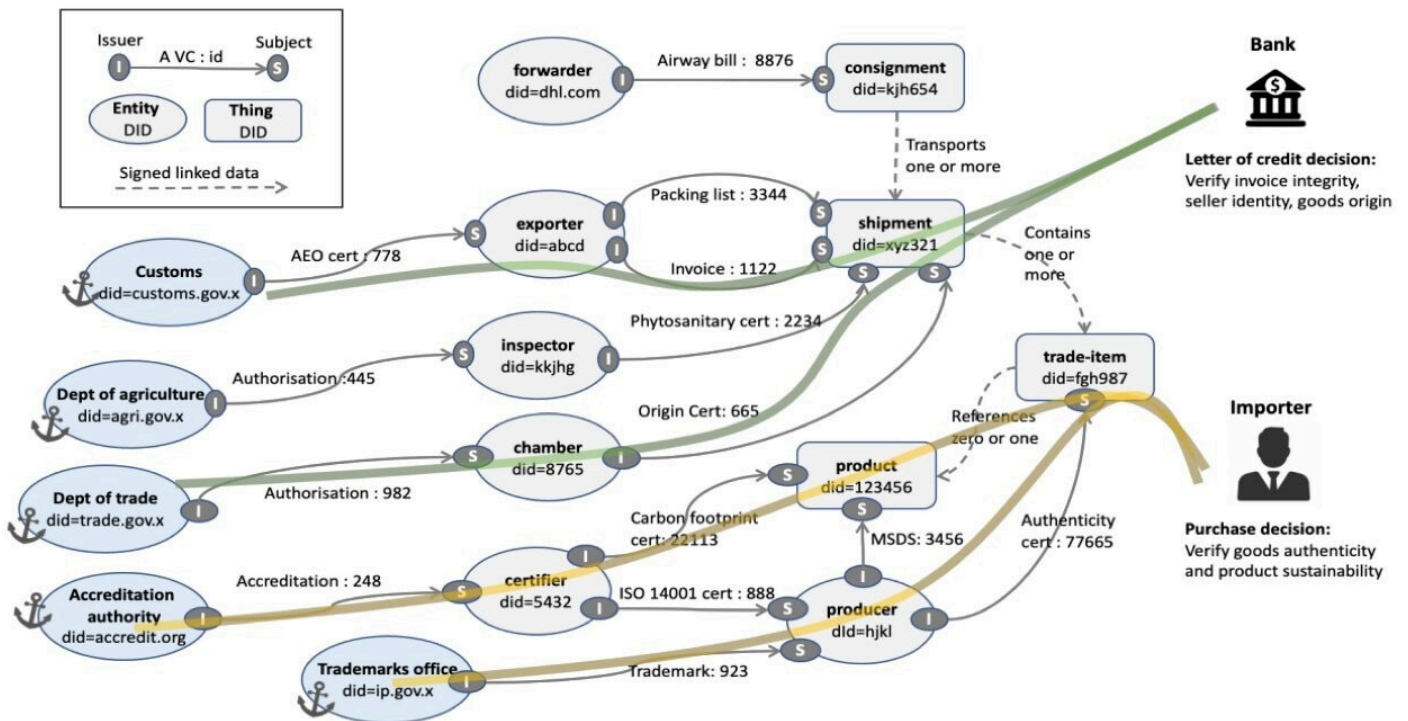 Issuer
Subject
A VC : id
I
S
Entity
DID
Thing
DID
Signed linked data
forwarder
did=dhl.com
I
Airway bill : 8876
S
consignment
did=kjh654
Transports
one or more
Bank
$
Letter of credit decision:
Verify invoice integrity,
seller identity, goods origin
Customs
did=customs.gov.x
I
AEO cert : 778
S
exporter
did=abcd
I
I
Packing list : 3344
Invoice : 1122
S
S
shipment
did=xyz321
S
S
Contains
one or
more
Dept of agriculture
did=agri.gov.x
I
Authorisation :445
S
inspector
did=kkjhg
I
Phytosanitary cert : 2234
trade-item
did=fgh987
S
References
zero or one
Importer
Purchase decision:
Verify goods authenticity
and product sustainability
Dept of trade
did=trade.gov.x
I
Authorisation : 982
S
chamber
did=8765
I
Origin Cert: 665
product
did=123456
S
S
Accreditation
authority
did=accredit.org
I
Accreditation : 248
S
certifier
did=5432
I
I
Carbon footprint
cert: 22113
ISO 14001 cert : 888
MSDS: 3456
Authenticity
cert : 77665
S
S
I
I
producer
dId=hjkl
Trademarks office
did=ip.gov.x
I
Trademark: 923